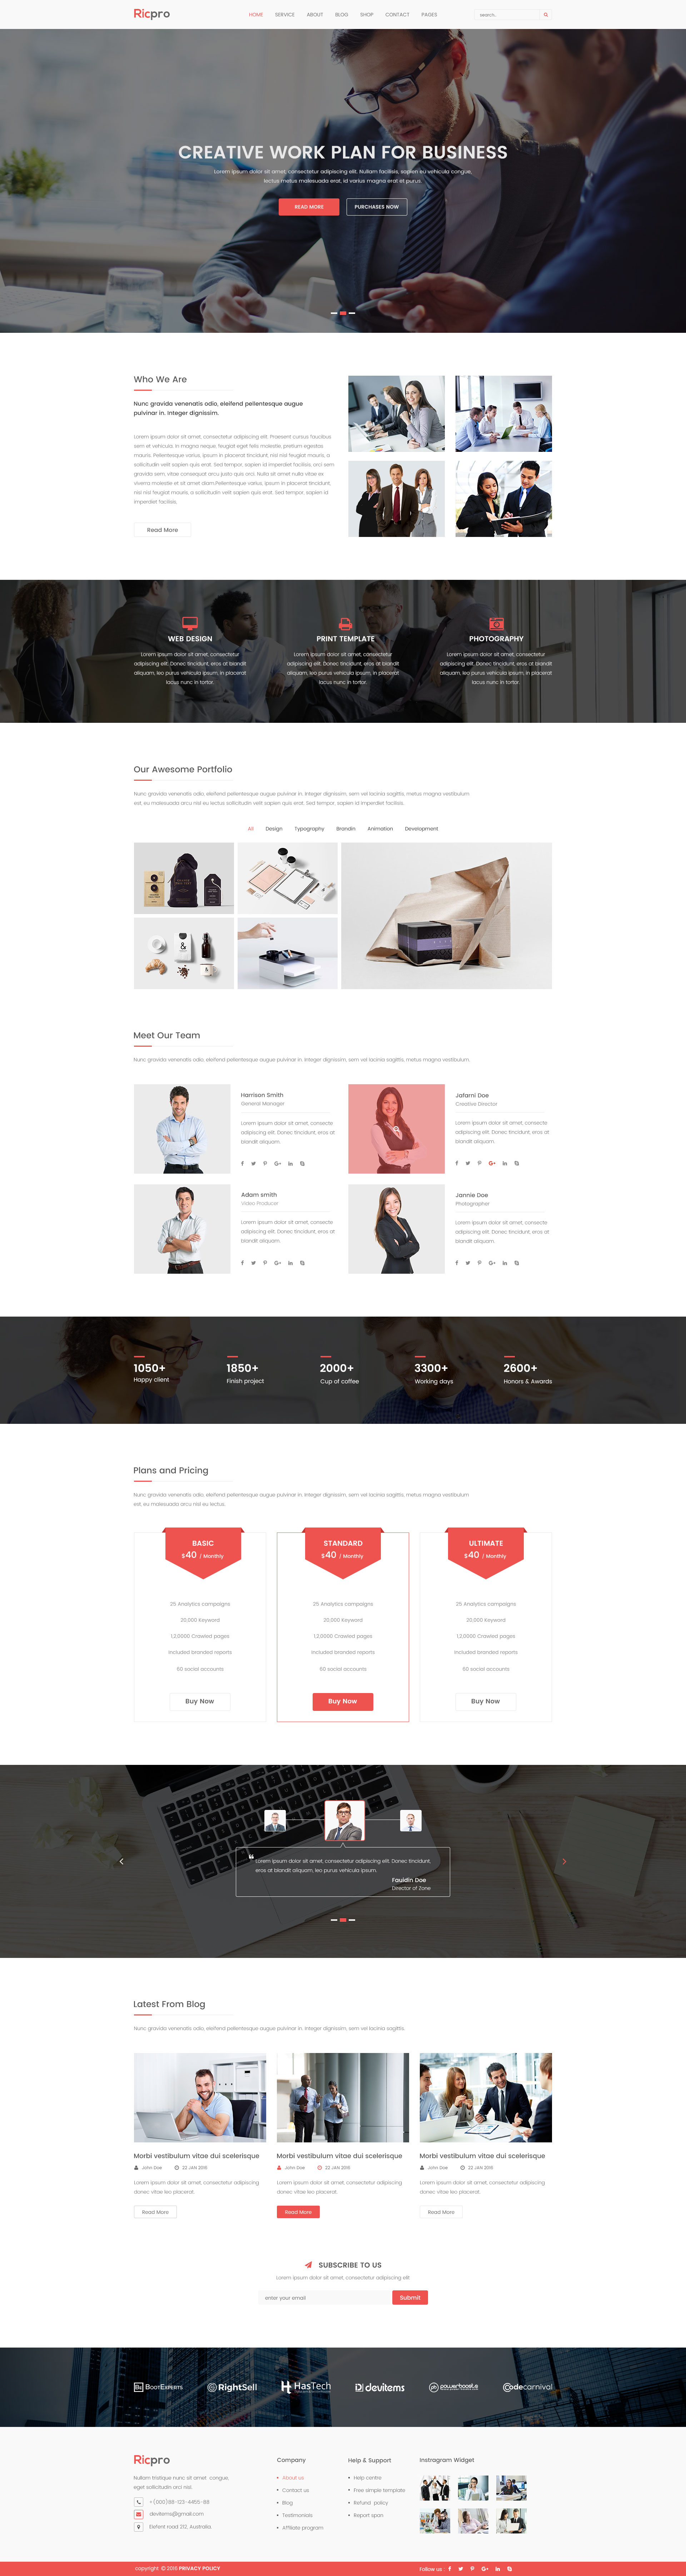 Ricpro
HOME SERVICE ABOUT BLOG SHOP CONTACT PAGES
search..
CREATIVE WORK PLAN FOR BUSINESS
Lorem ipsum dolor sit amet, consectetur adipiscing elit. Nullam facilisis, sapien eu vehicula congue,
lectus metus malesuada erat, id varius magna erat et purus.
READ MORE
PURCHASES NOW
Who We Are
Nunc gravida venenatis odio, eleifend pellentesque augue
pulvinar in. Integer dignissim.
Lorem ipsum dolor sit amet, consectetur adipiscing elit. Praesent cursus faucibus
sem et vehicula. In magna neque, feugiat eget felis molestie, pretium egestas
mauris. Pellentesque varius, ipsum in placerat tincidunt, nisl nisl feugiat mauris, a
sollicitudin velit sapien quis erat. Sed tempor, sapien id imperdiet facilisis, orci sem
gravida sem, vitae consequat arcu justo quis orci. Nulla sit amet nulla vitae ex
viverra molestie et sit amet diam.Pellentesque varius, ipsum in placerat tincidunt,
nisl nisl feugiat mauris, a sollicitudin velit sapien quis erat. Sed tempor, sapien id
imperdiet facilisis.
Read More
WEB DESIGN
Lorem ipsum dolor sit amet, consectetur
adipiscing elit. Donec tincidunt, eros at blandit
aliquam, leo purus vehicula ipsum, in placerat
lacus nunc in tortor.
PRINT TEMPLATE
Lorem ipsum dolor sit amet, consectetur
adipiscing elit. Donec tincidunt, eros at blandit
aliquam, leo purus vehicula ipsum, in placerat
lacus nunc in tortor.
PHOTOGRAPHY
Lorem ipsum dolor sit amet, consectetur
adipiscing elit. Donec tincidunt, eros at blandit
aliquam, leo purus vehicula ipsum, in placerat
lacus nunc in tortor.
Our Awesome Portfolio
Nunc gravida venenatis odio, eleifend pellentesque augue pulvinar in. Integer dignissim, sem vel lacinia sagittis, metus magna vestibulum
est, eu malesuada arcu nisl eu lectus sollicitudin velit sapien quis erat. Sed tempor, sapien id imperdiet facilisis.
All Design Typography Brandin Animation Development
Meet Our Team
Nunc gravida venenatis odio, eleifend pellentesque augue pulvinar in. Integer dignissim, sem vel lacinia sagittis, metus magna vestibulum.
Harrison Smith
General Manager
Lorem ipsum dolor sit amet, consecte
adipiscing elit. Donec tincidunt, eros at
blandit aliquam.
Jafarni Doe
Creative Director
Lorem ipsum dolor sit amet, consecte
adipiscing elit. Donec tincidunt, eros at
blandit aliquam.
Adam smith
Video Producer
Lorem ipsum dolor sit amet, consecte
adipiscing elit. Donec tincidunt, eros at
blandit aliquam.
Jannie Doe
Photographer
Lorem ipsum dolor sit amet, consecte
adipiscing elit. Donec tincidunt, eros at
blandit aliquam.
1050+ 1850+ 2000+ 3300+ 2600+
Happy client Finish project Cup of coffee Working days Honors & Awards
Plans and Pricing
Nunc gravida venenatis odio, eleifend pellentesque augue pulvinar in. Integer dignissim, sem vel lacinia sagittis, metus magna vestibulum
est, eu malesuada arcu nisl eu lectus.
BASIC
$40 / Monthly
25 Analytics campaigns
20,000 Keyword
1,2,0000 Crawled pages
Included branded reports
60 social accounts
Buy Now
STANDARD
$40 / Monthly
25 Analytics campaigns
30,000 Keyword
1,2,0000 Crawled pages
Included branded reports
60 social accounts
Buy Now
ULTIMATE
$40 / Monthly
25 Analytics campaigns
30,000 Keyword
1,2,0000 Crawled pages
Included branded reports
60 social accounts
Buy Now
Lorem ipsum dolor sit amet, consectetur adipiscing elit. Donec tincidunt,
eros at blandit aliquam, leo purus vehicula ipsum.
Fauidin Doe
Director of Zone
Latest From Blog
Nunc gravida venenatis odio, eleifend pellentesque augue pulvinar in. Integer dignissim, sem vel lacinia sagittis.
Morbi vestibulum vitae dui scelerisque
John Doe 22 JAN 2016
Lorem ipsum dolor sit amet, consectetur adipiscing
donec vitae leo placerat.
Read More
Morbi vestibulum vitae dui scelerisque
John Doe 22 JAN 2016
Lorem ipsum dolor sit amet, consectetur adipiscing
donec vitae leo placerat.
Read More
Morbi vestibulum vitae dui scelerisque
John Doe 22 JAN 2016
Lorem ipsum dolor sit amet, consectetur adipiscing
donec vitae leo placerat.
Read More
SUBSCRIBE TO US
Lorem ipsum dolor sit amet, consectetur adipiscing elit
enter your email
Submit
BOOTEXPERTS RightSell HasTech devitems powerboosts Codecarnival
Ricpro
Nullam tristique nunc sit amet congue,
eget sollicitudin orci nisl.
+(000)88-123-4455-88
devitems@gmail.com
Elefent road 212, Australia
Company
About us
Contact us
Blog
Testimonials
Affiliate program
Help & Support
Help centre
Free simple template
Refund policy
Report span
Instragram Widget
copyright © 2016 PRIVACY POLICY
Follow us :